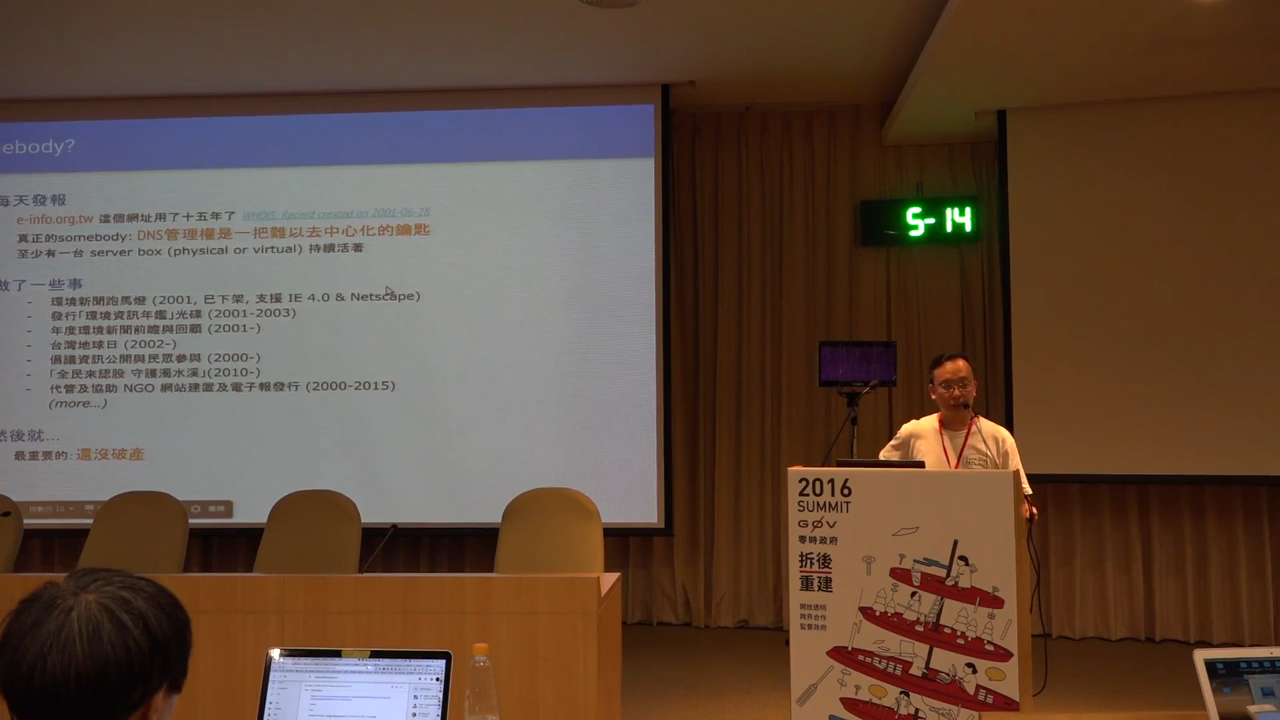 ebody?
每天發報
e-info.org.tw 這個網址用了十五年了 WHOIS: Record created on 2001-06-18
真正的somebody: DNS管理權是一把難以去中心化的鑰匙
至少有一台 server box (physical or virtual) 持續活著
做了一些事
- 環境新聞跑馬燈 (2001, 已下架, 支援 IE 4.0 & Netscape)
- 發行「環境資訊年鑑」光碟 (2001-2003)
- 年度環境新聞前瞻與回顧 (2001-)
- 台灣地球日 (2002-)
- 倡議資訊公開與民眾參與 (2000-)
- 「全民來認股 守護濁水溪」(2010-)
- 代管及協助 NGO 網站建置及電子報發行 (2000-2015)
(more...)
然後就...
最重要的: 還沒破產
5-14
2016
SUMMIT
G0V
零時政府
拆後
重建
開放透明
跨界合作
監督政府